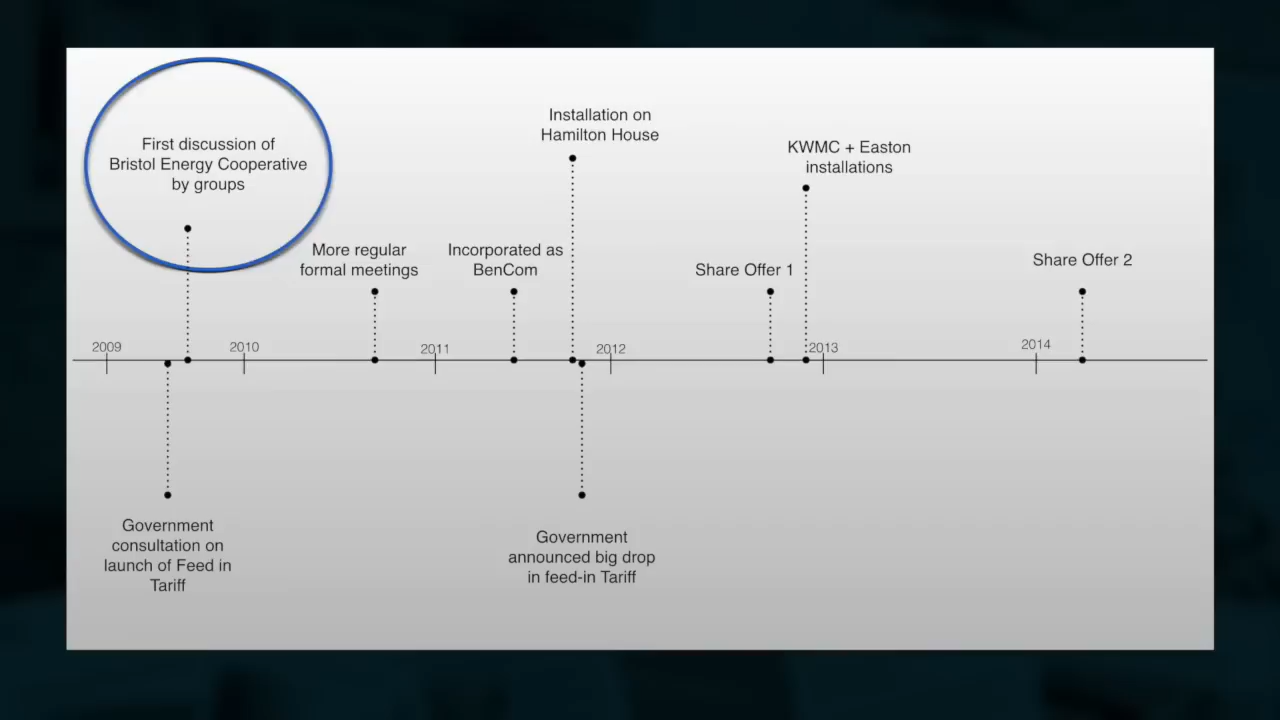 First discussion of
Bristol Energy Cooperative
by groups
More regular
formal meetings
Incorporated as
BenCom
Installation on
Hamilton House
Share Offer 1
KWMC + Easton
installations
Share Offer 2
2009
2010
2011
2012
2013
2014
Government
consultation on
launch of Feed in
Tariff
Government
announced big drop
in feed-in Tariff